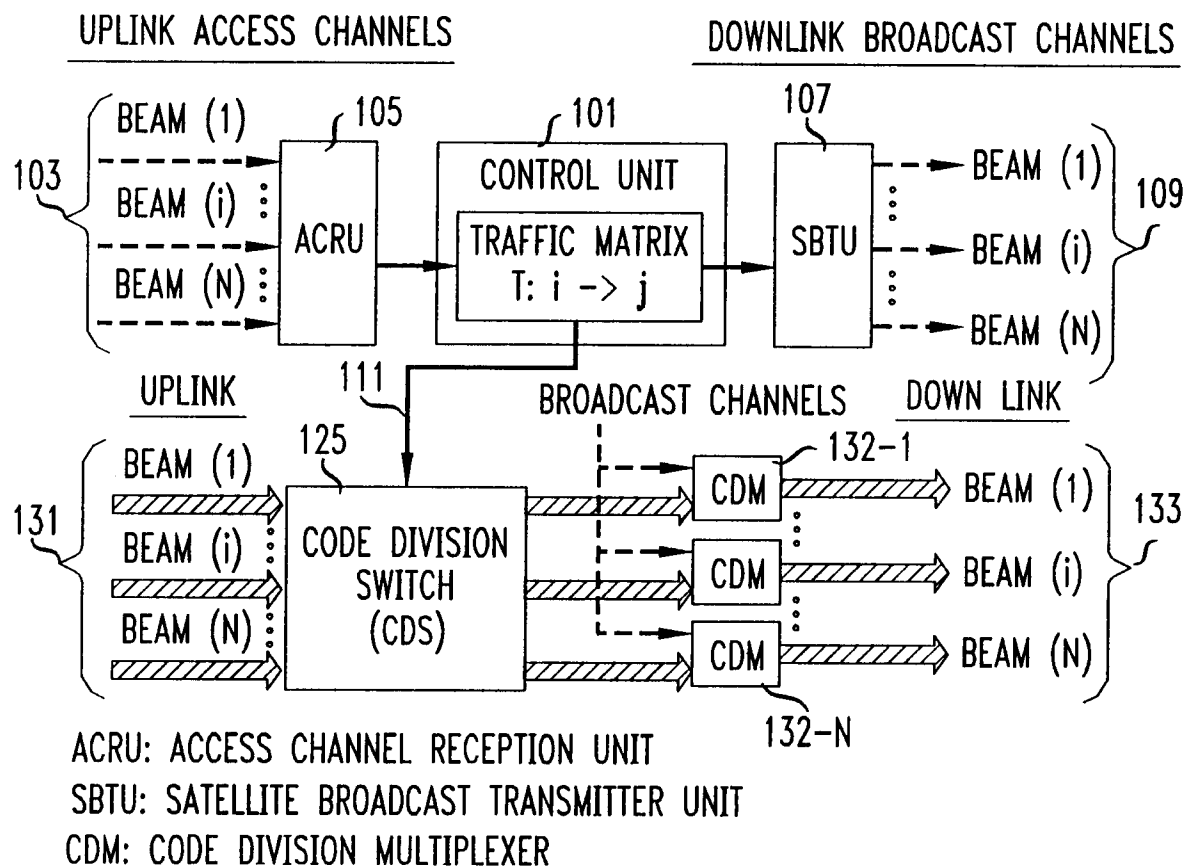 UPLINK ACCESS CHANNELS
DOWNLINK BROADCAST CHANNELS
103
BEAM (1)
BEAM (i)
BEAM (N)
105
ACRU
101
CONTROL UNIT
TRAFFIC MATRIX
T: i -> j
107
SBTU
BEAM (1)
BEAM (i)
BEAM (N)
109
UPLINK
111
BROADCAST CHANNELS
DOWN LINK
131
BEAM (1)
BEAM (i)
BEAM (N)
125
CODE DIVISION
SWITCH
(CDS)
132-1
CDM
CDM
CDM
132-N
BEAM (1)
BEAM (i)
BEAM (N)
133
ACRU: ACCESS CHANNEL RECEPTION UNIT
SBTU: SATELLITE BROADCAST TRANSMITTER UNIT
CDM: CODE DIVISION MULTIPLEXER